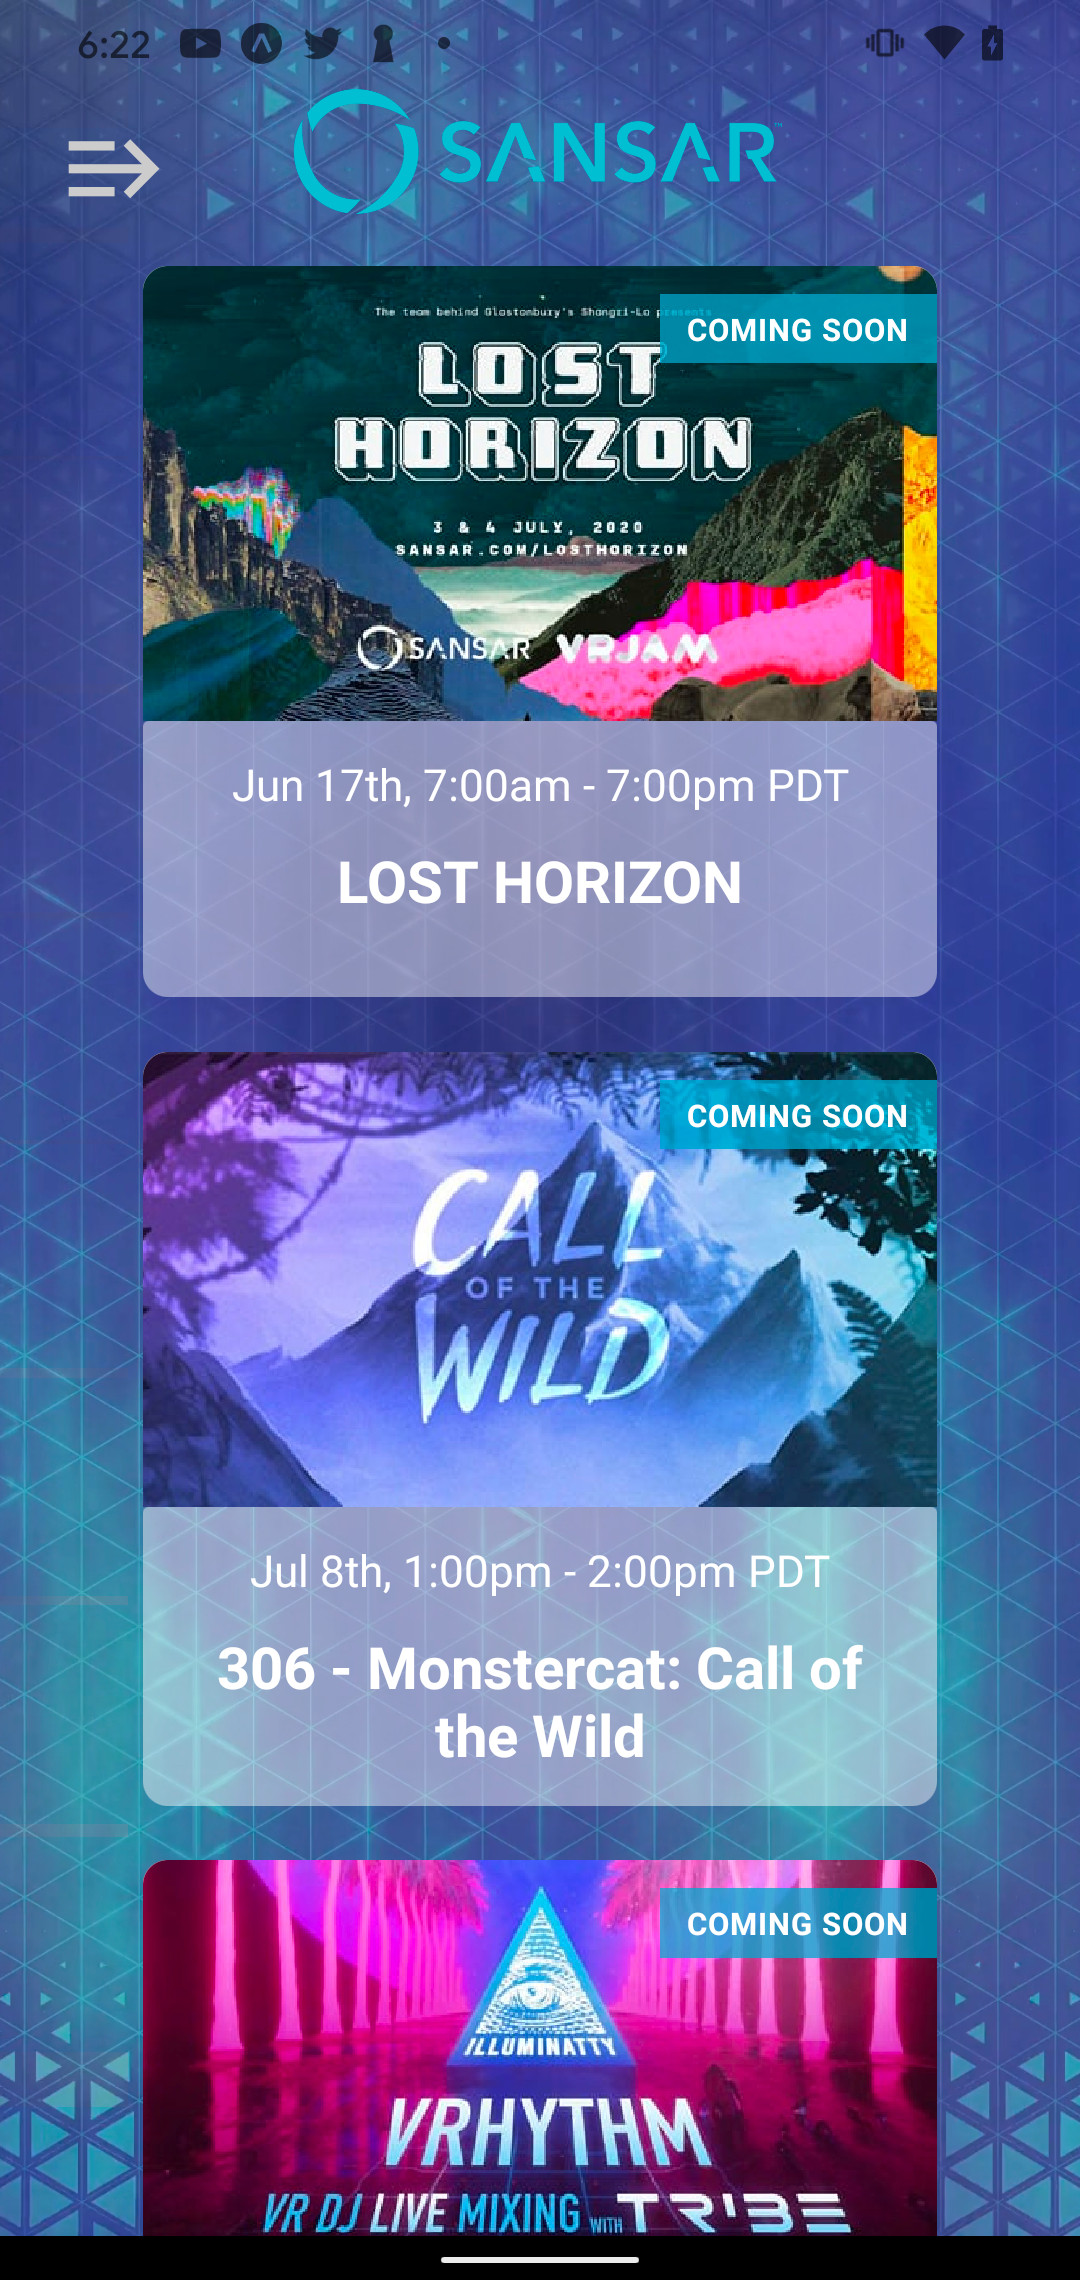 6:22
SANSAR™
The team behind Glastonbury's Shangri-La presents
COMING SOON
LOST
HORIZON
3 & 4 JULY, 2020
SANSAR.COM/LOSTHORIZON
SANSAR VRJAM
Jun 17th, 7:00am - 7:00pm PDT
LOST HORIZON
COMING SOON
CALL
OF THE
WILD
Jul 8th, 1:00pm - 2:00pm PDT
306 - Monstercat: Call of
the Wild
COMING SOON
ILLUMINATTY
VRHYTHM
VR DJ LIVE MIXING WITH TRIBE